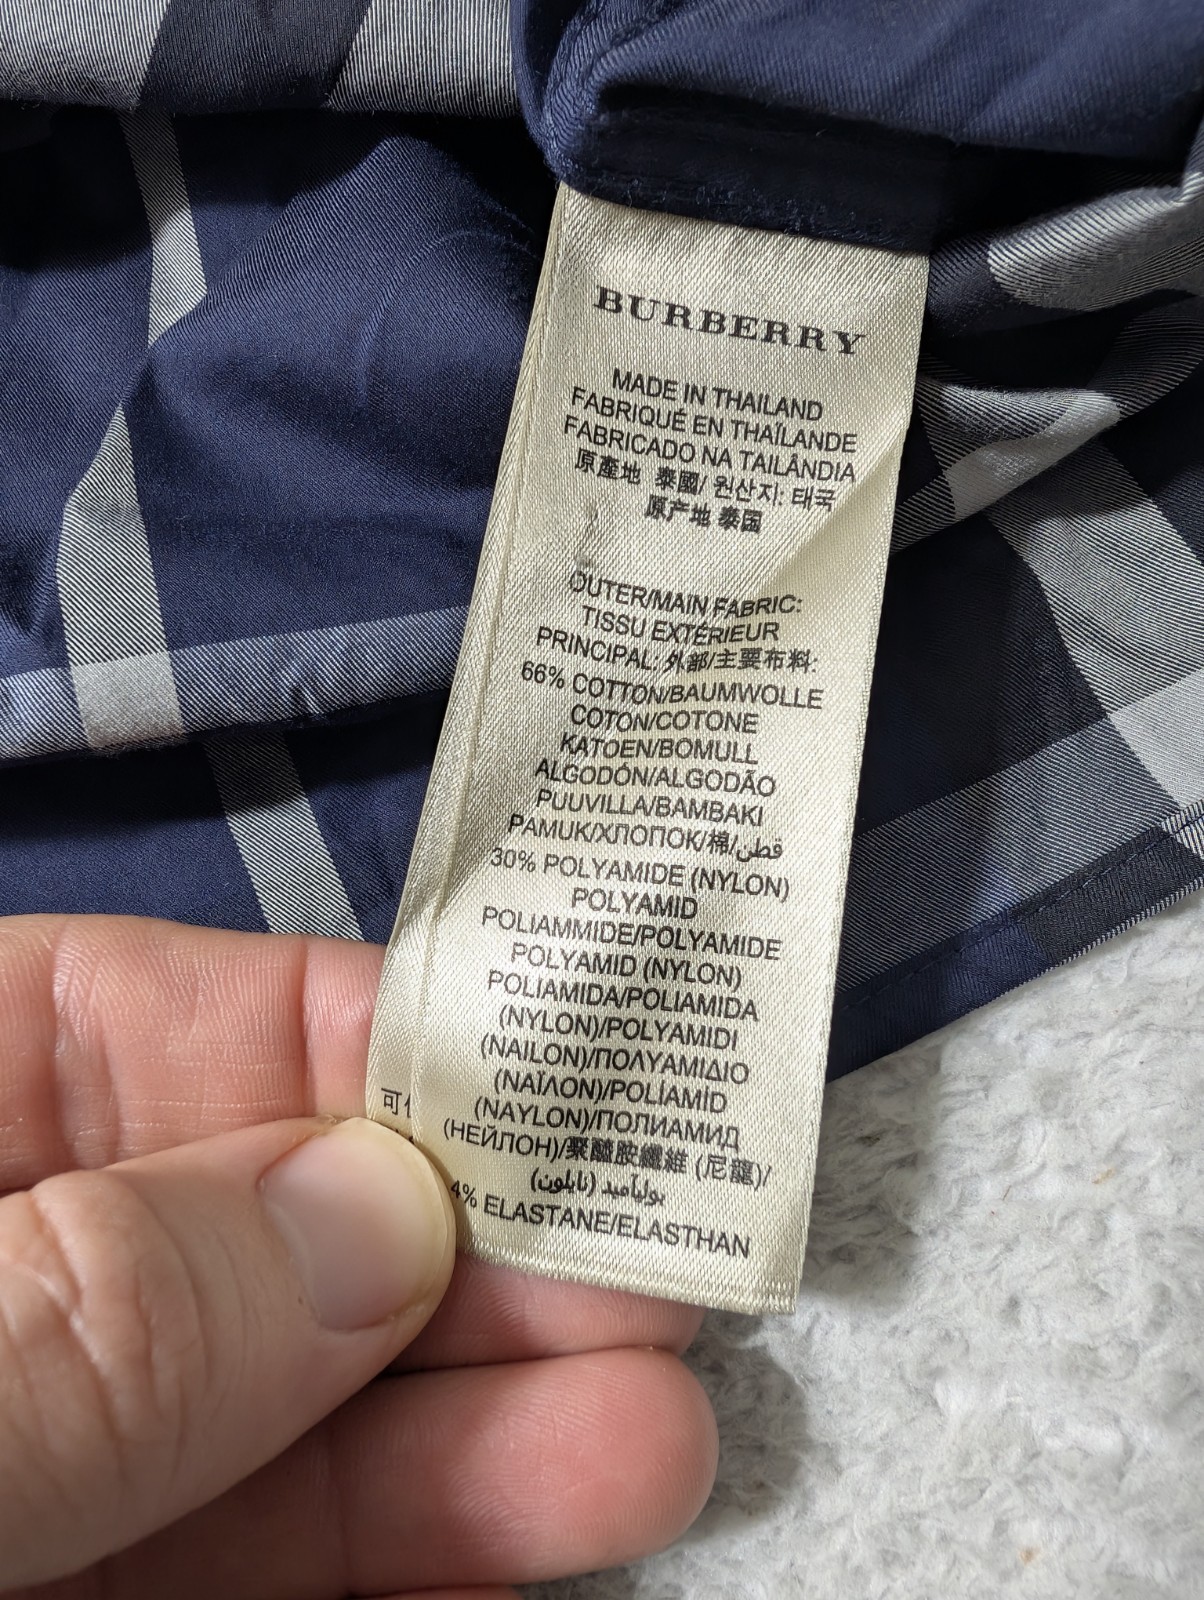 BURBERRY
MADE IN THAILAND
FABRIQUÉ EN THAÏLANDE
FABRICADO NA TAILÂNDIA
原產地 泰國/ 원산지: 태국
原产地 泰国
OUTER/MAIN FABRIC:
TISSU EXTÉRIEUR
PRINCIPAL: 外部/主要布料:
66% COTTON/BAUMWOLLE
COTON/COTONE
KATOEN/BOMULL
ALGODÓN/ALGODÃO
PUUVILLA/BAMBAKI
PAMUK/ХЛОПОК/棉/قطن
30% POLYAMIDE (NYLON)
POLYAMID
POLIAMMIDE/POLYAMIDE
POLYAMID (NYLON)
POLIAMIDA/POLIAMIDA
(NYLON)/POLYAMIDI
(NAILON)/ΠΟΛΥΑΜΙΔΙΟ
(ΝΑΪΛΟΝ)/POLİAMID
(NAYLON)/ПОЛИАМИД
(НЕЙЛОН)/聚醯胺纖維 (尼龍)/
بوليأميد (نايلون)
4% ELASTANE/ELASTHAN
可